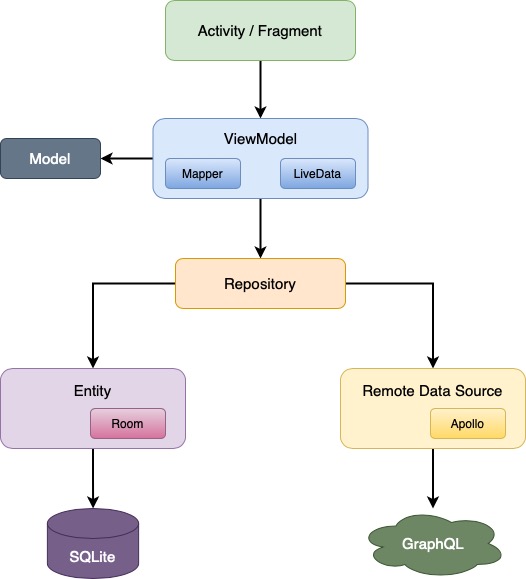 Activity / Fragment
ViewModel
Mapper
LiveData
Model
Repository
Entity
Room
Remote Data Source
Apollo
SQLite
GraphQL